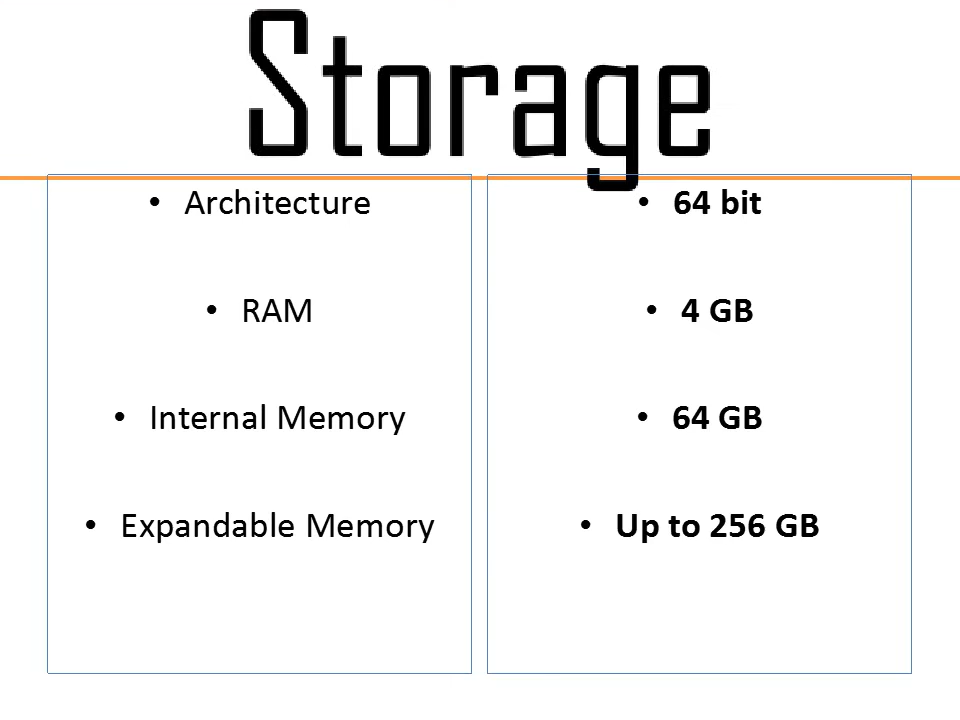 Storage
• Architecture
• RAM
• Internal Memory
• Expandable Memory
• 64 bit
• 4 GB
• 64 GB
• Up to 256 GB